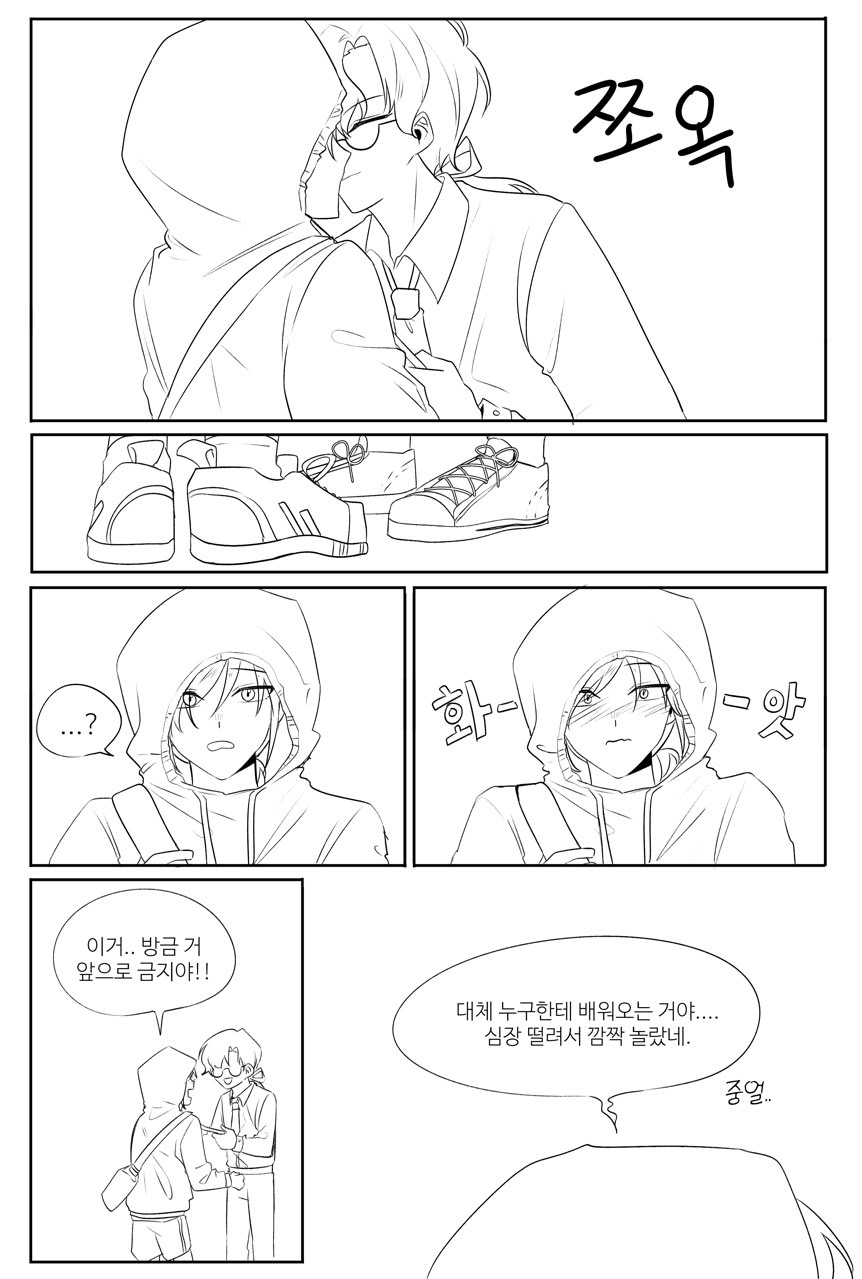 쪼옥
...?
화-
-앗
이거.. 방금 거
앞으로 금지야!!
대체 누구한테 배워오는 거야....
심장 떨려서 깜짝 놀랐네.
중얼..